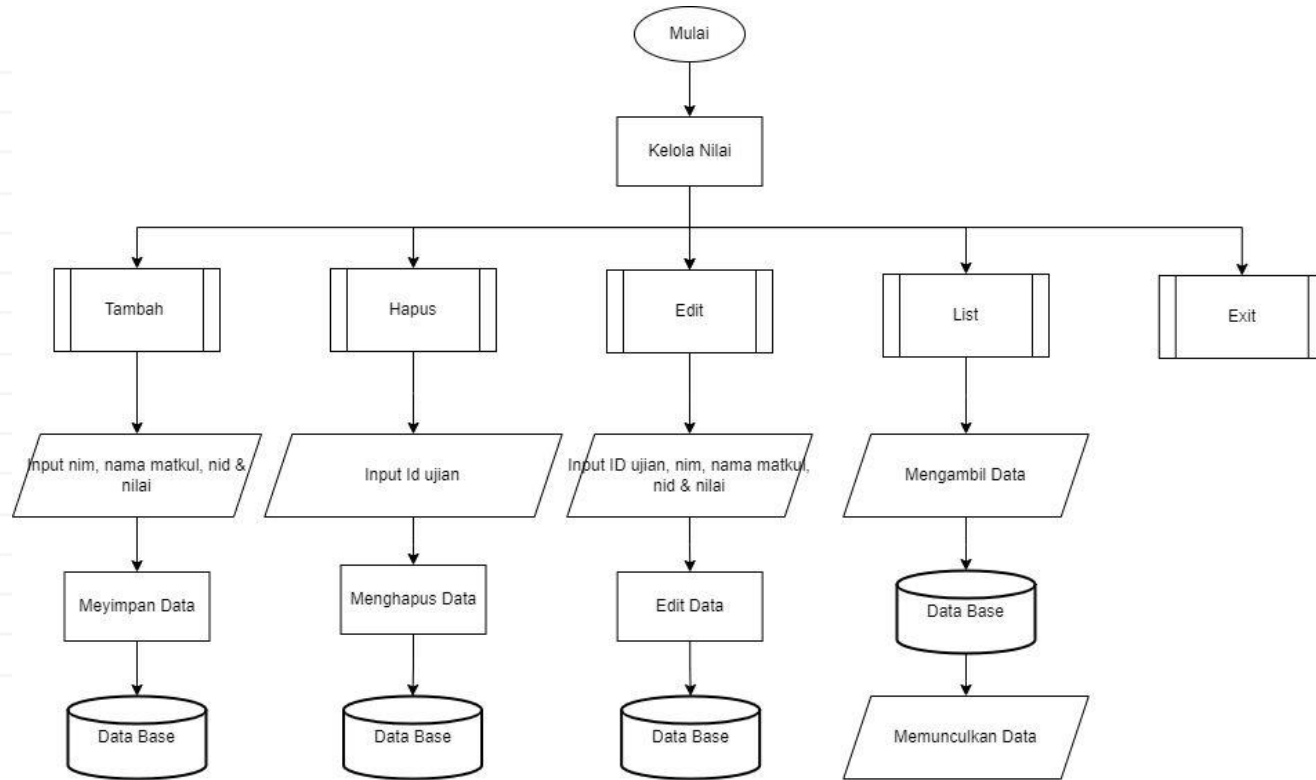 Mulai
Kelola Nilai
Tambah
Hapus
Edit
List
Exit
Input nim, nama matkul, nid &
nilai
Input Id ujian
Input ID ujian, nim, nama matkul,
nid & nilai
Mengambil Data
Meyimpan Data
Menghapus Data
Edit Data
Data Base
Data Base
Data Base
Data Base
Memunculkan Data